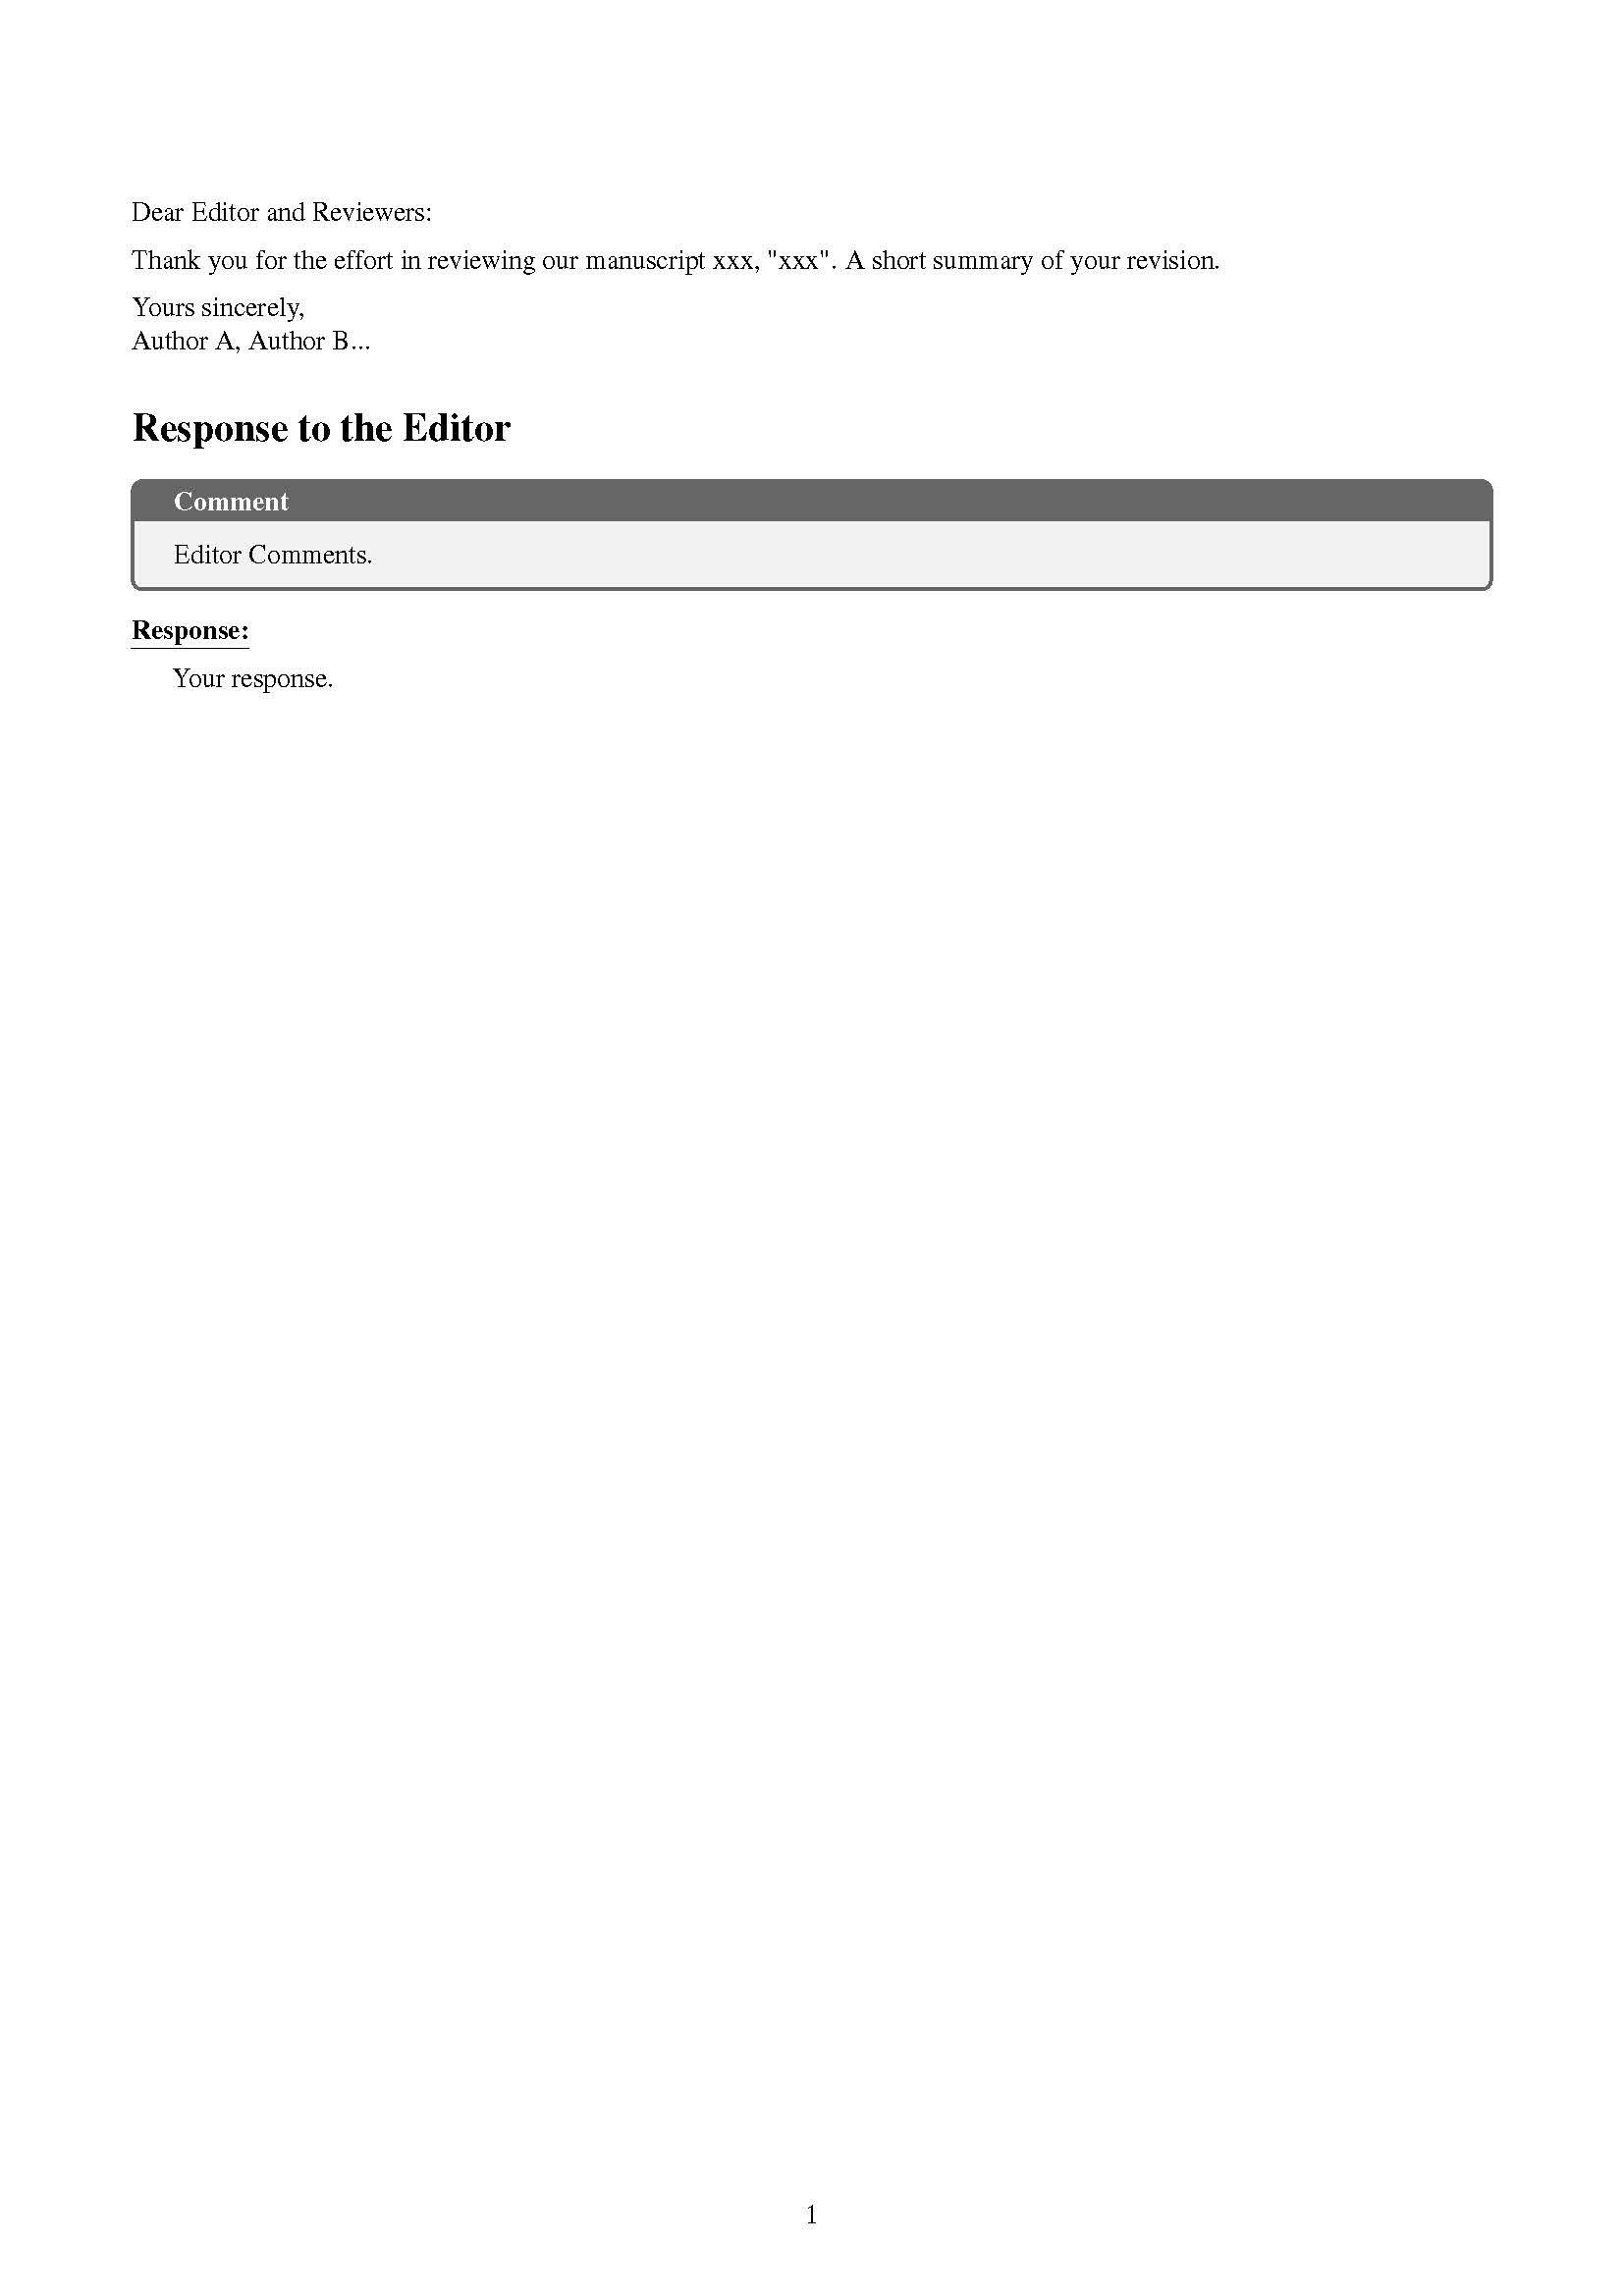 Dear Editor and Reviewers:
Thank you for the effort in reviewing our manuscript xxx, "xxx". A short summary of your revision.
Yours sincerely,
Author A, Author B...
Response to the Editor
Comment
Editor Comments.
Response:
Your response.
1